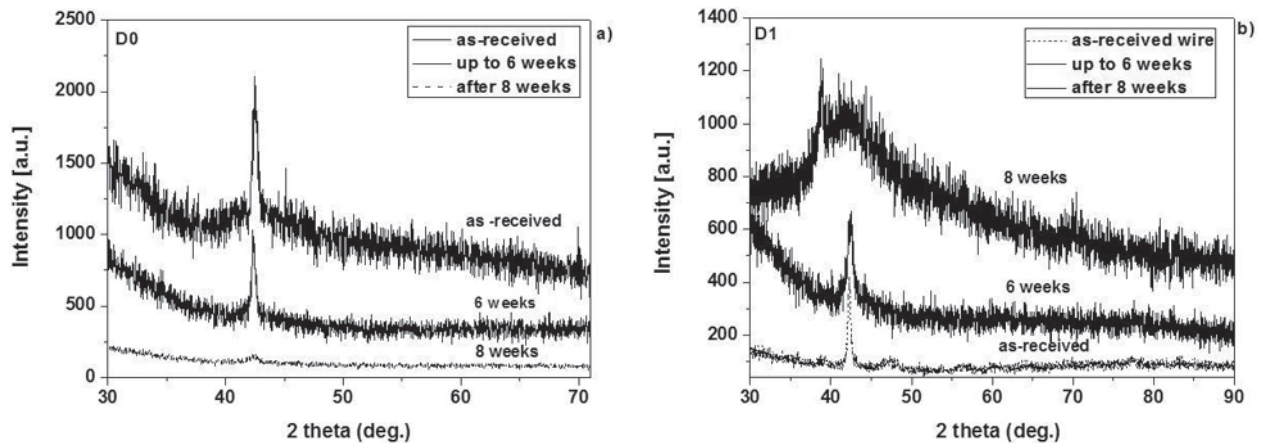 D0
a)
as-received
up to 6 weeks
after 8 weeks
as -received
6 weeks
8 weeks
2500
2000
1500
1000
500
0
Intensity [a.u.]
30 40 50 60 70
2 theta (deg.)
D1
b)
as-received wire
up to 6 weeks
after 8 weeks
8 weeks
6 weeks
as-received
1400
1200
1000
800
600
400
200
Intensity [a.u.]
30 40 50 60 70 80 90
2 theta (deg.)